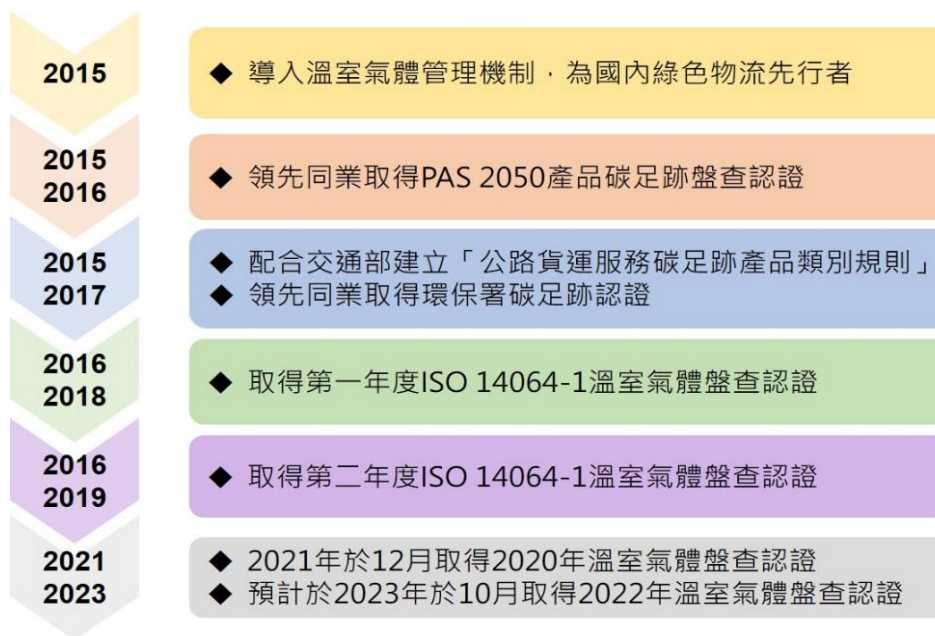 2015
◆ 導入溫室氣體管理機制，為國內綠色物流先行者
2015
2016
◆ 領先同業取得PAS 2050產品碳足跡盤查認證
2015
2017
◆ 配合交通部建立「公路貨運服務碳足跡產品類別規則」
◆ 領先同業取得環保署碳足跡認證
2016
2018
◆ 取得第一年度ISO 14064-1溫室氣體盤查認證
2016
2019
◆ 取得第二年度ISO 14064-1溫室氣體盤查認證
2021
2023
◆ 2021年於12月取得2020年溫室氣體盤查認證
◆ 預計於2023年於10月取得2022年溫室氣體盤查認證